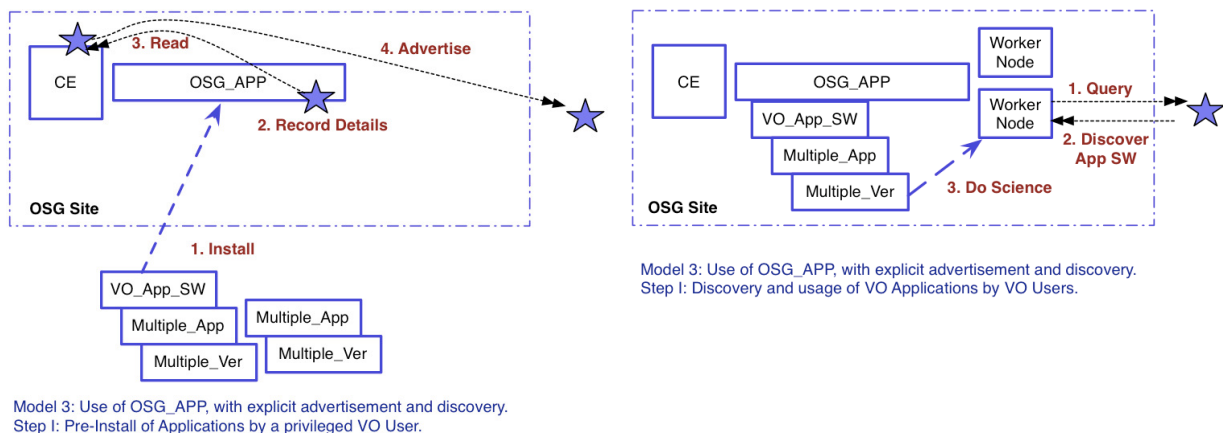 3. Read
4. Advertise
CE
OSG_APP
2. Record Details
OSG Site
1. Install
VO_App_SW
Multiple_App
Multiple_Ver
Multiple_App
Multiple_Ver
Model 3: Use of OSG_APP, with explicit advertisement and discovery.
Step I: Pre-Install of Applications by a privileged VO User.
CE
OSG_APP
Worker
Node
Worker
Node
1. Query
2. Discover
App SW
VO_App_SW
Multiple_App
Multiple_Ver
3. Do Science
OSG Site
Model 3: Use of OSG_APP, with explicit advertisement and discovery.
Step I: Discovery and usage of VO Applications by VO Users.